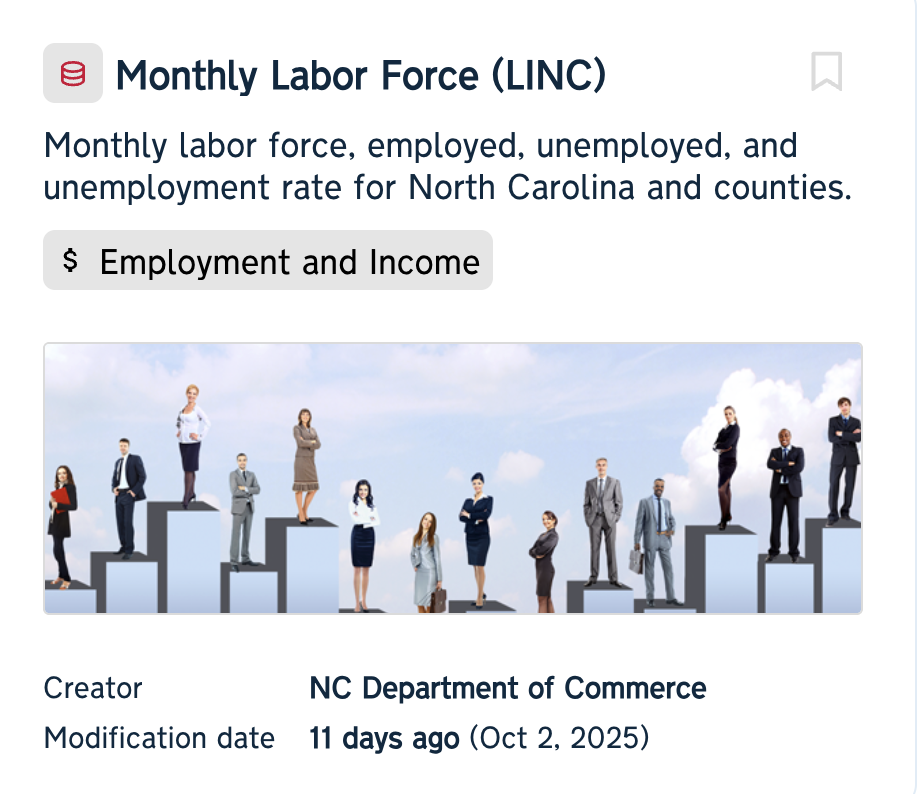 Monthly Labor Force (LINC)
Monthly labor force, employed, unemployed, and
unemployment rate for North Carolina and counties.
$ Employment and Income
Creator NC Department of Commerce
Modification date 11 days ago (Oct 2, 2025)